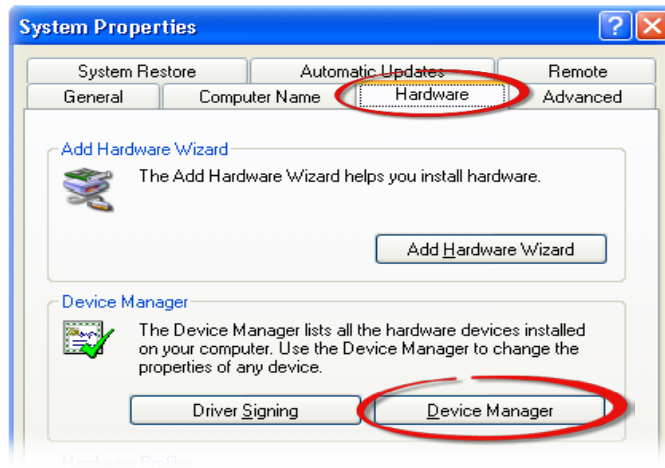 System Properties
System Restore Automatic Updates Remote
General Computer Name Hardware Advanced
Add Hardware Wizard
The Add Hardware Wizard helps you install hardware.
Add Hardware Wizard
Device Manager
The Device Manager lists all the hardware devices installed
on your computer. Use the Device Manager to change the
properties of any device.
Driver Signing Device Manager
Hardware Profiles